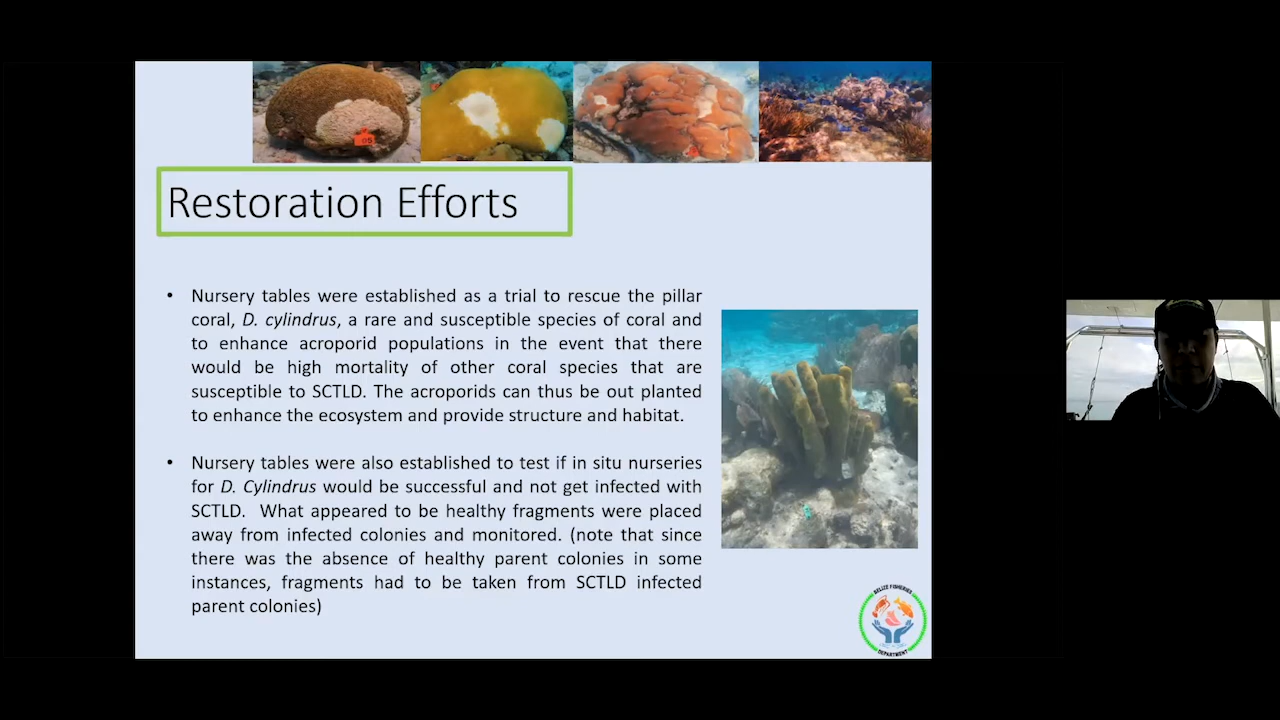 Restoration Efforts
• Nursery tables were established as a trial to rescue the pillar
coral, D. cylindrus, a rare and susceptible species of coral and
to enhance acroporid populations in the event that there
would be high mortality of other coral species that are
susceptible to SCTLD. The acroporids can thus be out planted
to enhance the ecosystem and provide structure and habitat.
• Nursery tables were also established to test if in situ nurseries
for D. Cylindrus would be successful and not get infected with
SCTLD.  What appeared to be healthy fragments were placed
away from infected colonies and monitored. (note that since
there was the absence of healthy parent colonies in some
instances, fragments had to be taken from SCTLD infected
parent colonies)
BELIZE FISHERIES
DEPARTMENT